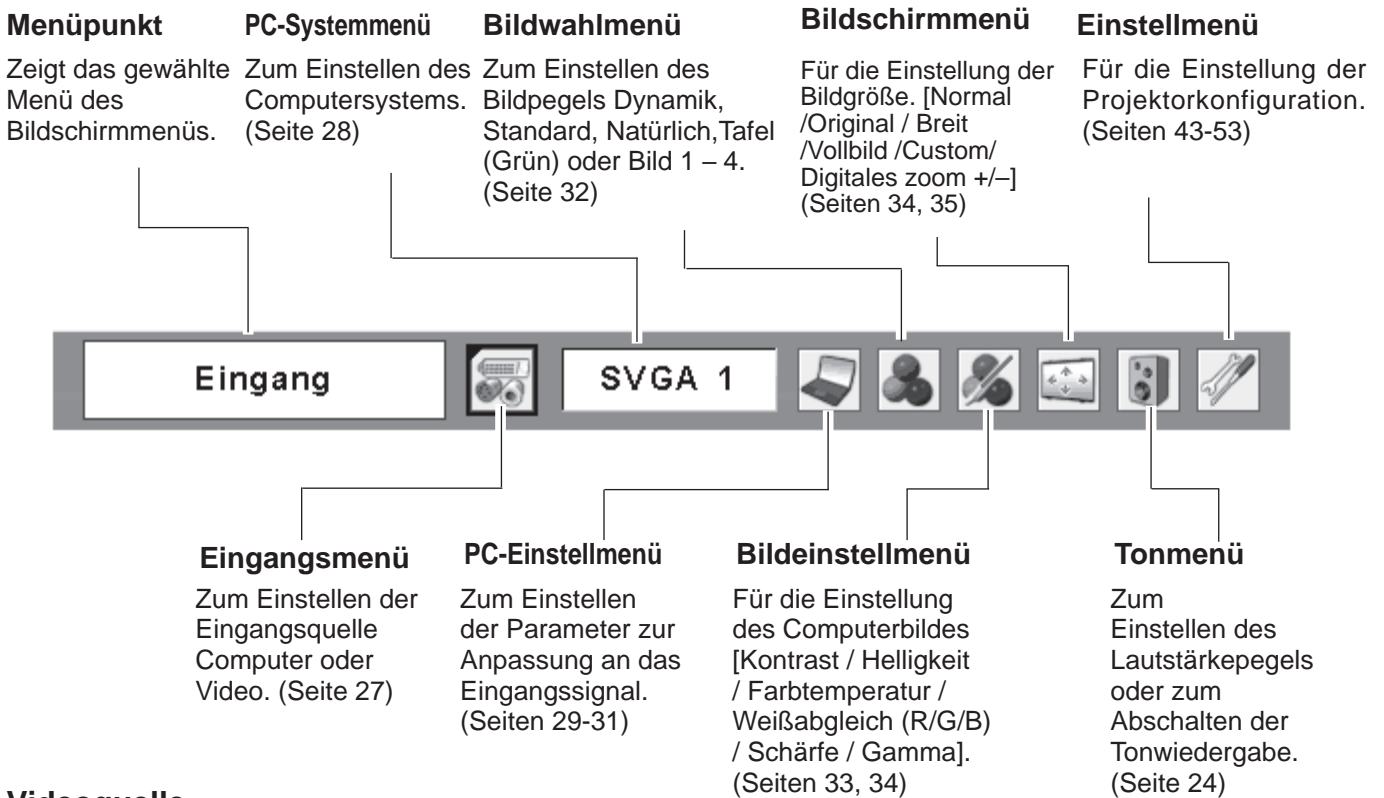 Menüpunkt
Zeigt das gewählte
Menü des
Bildschirmmenüs.
PC-Systemmenü
Zum Einstellen des
Computersystems.
(Seite 28)
Bildwahlmenü
Zum Einstellen des
Bildpegels Dynamik,
Standard, Natürlich,Tafel
(Grün) oder Bild 1 – 4.
(Seite 32)
Bildschirmmenü
Für die Einstellung der
Bildgröße. [Normal
/Original / Breit
/Vollbild /Custom/
Digitales zoom +/–]
(Seiten 34, 35)
Einstellmenü
Für die Einstellung der
Projektorkonfiguration.
(Seiten 43-53)
Eingang
SVGA 1
Eingangsmenü
Zum Einstellen der
Eingangsquelle
Computer oder
Video. (Seite 27)
PC-Einstellmenü
Zum Einstellen
der Parameter zur
Anpassung an das
Eingangssignal.
(Seiten 29-31)
Bildeinstellmenü
Für die Einstellung
des Computerbildes
[Kontrast / Helligkeit
/ Farbtemperatur /
Weißabgleich (R/G/B)
/ Schärfe / Gamma].
(Seiten 33, 34)
Tonmenü
Zum
Einstellen des
Lautstärkepegels
oder zum
Abschalten der
Tonwiedergabe.
(Seite 24)